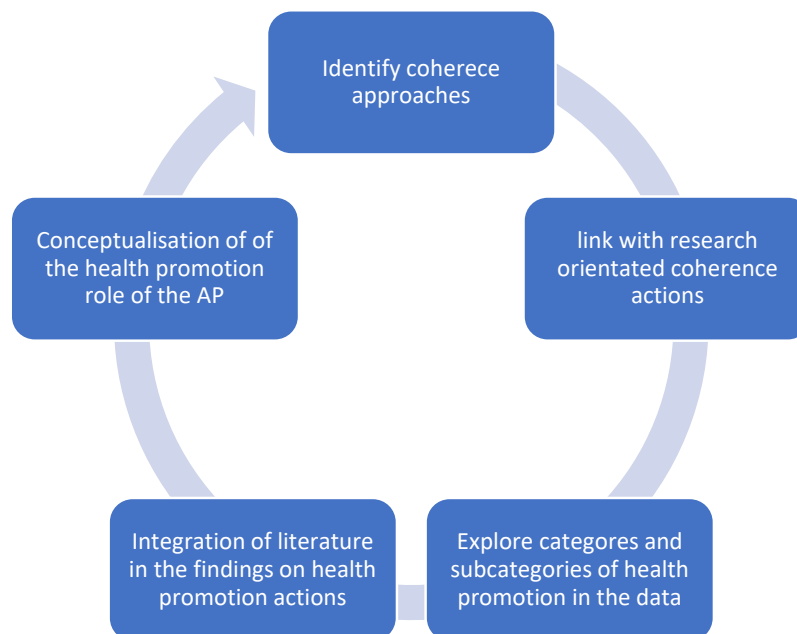 Identify coherece
approaches
link with research
orientated coherence
actions
Explore categores and
subcategories of health
promotion in the data
Integration of literature
in the findings on health
promotion actions
Conceptualisation of of
the health promotion
role of the AP